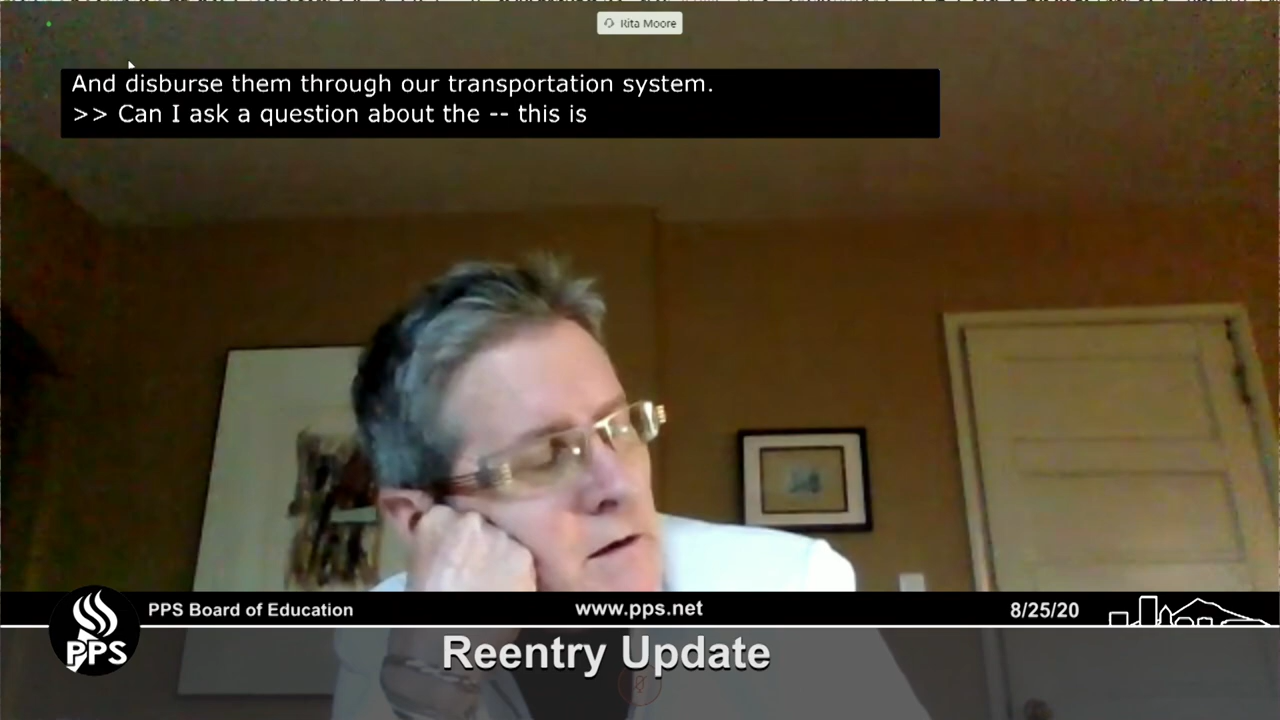 Rita Moore
And disburse them through our transportation system.
>> Can I ask a question about the -- this is
PPS Board of Education
www.pps.net
8/25/20
PPS
Reentry Update